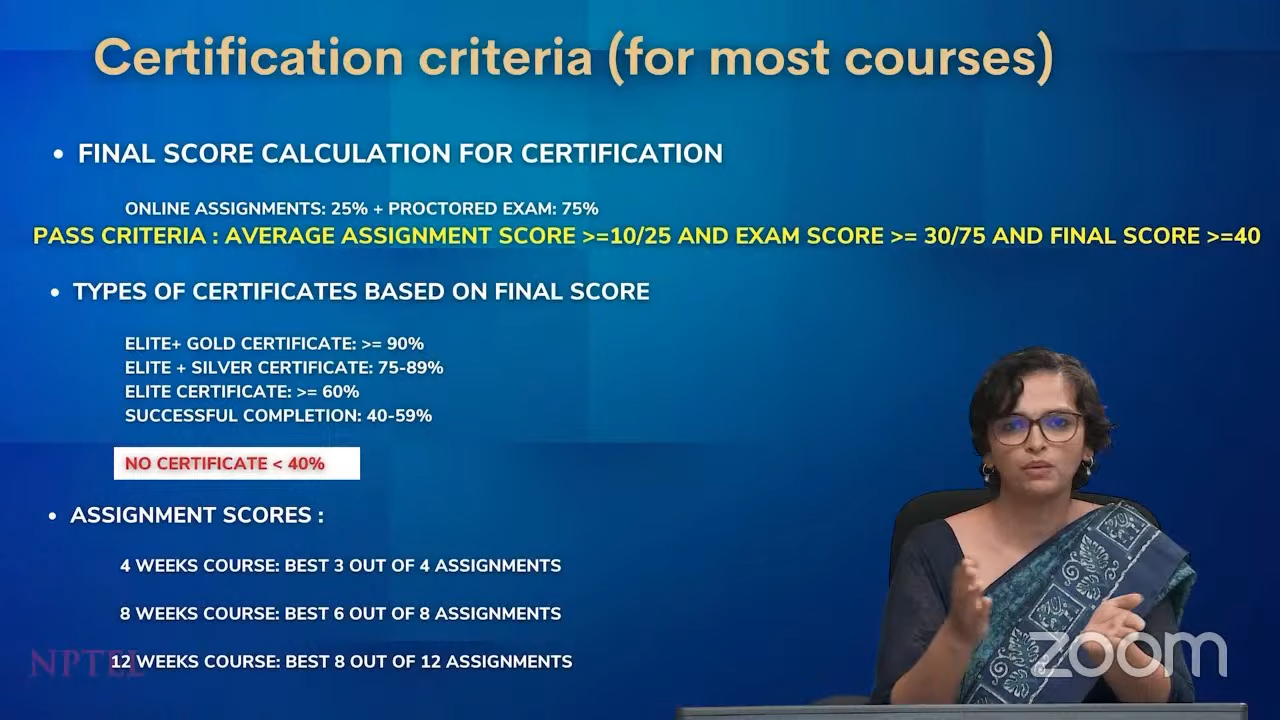 Certification criteria (for most courses)
• FINAL SCORE CALCULATION FOR CERTIFICATION
ONLINE ASSIGNMENTS: 25% + PROCTORED EXAM: 75%
PASS CRITERIA : AVERAGE ASSIGNMENT SCORE >=10/25 AND EXAM SCORE >= 30/75 AND FINAL SCORE >=40
• TYPES OF CERTIFICATES BASED ON FINAL SCORE
ELITE+ GOLD CERTIFICATE: >= 90%
ELITE + SILVER CERTIFICATE: 75-89%
ELITE CERTIFICATE: >= 60%
SUCCESSFUL COMPLETION: 40-59%
NO CERTIFICATE < 40%
• ASSIGNMENT SCORES :
4 WEEKS COURSE: BEST 3 OUT OF 4 ASSIGNMENTS
8 WEEKS COURSE: BEST 6 OUT OF 8 ASSIGNMENTS
12 WEEKS COURSE: BEST 8 OUT OF 12 ASSIGNMENTS
NPTEL
zoom